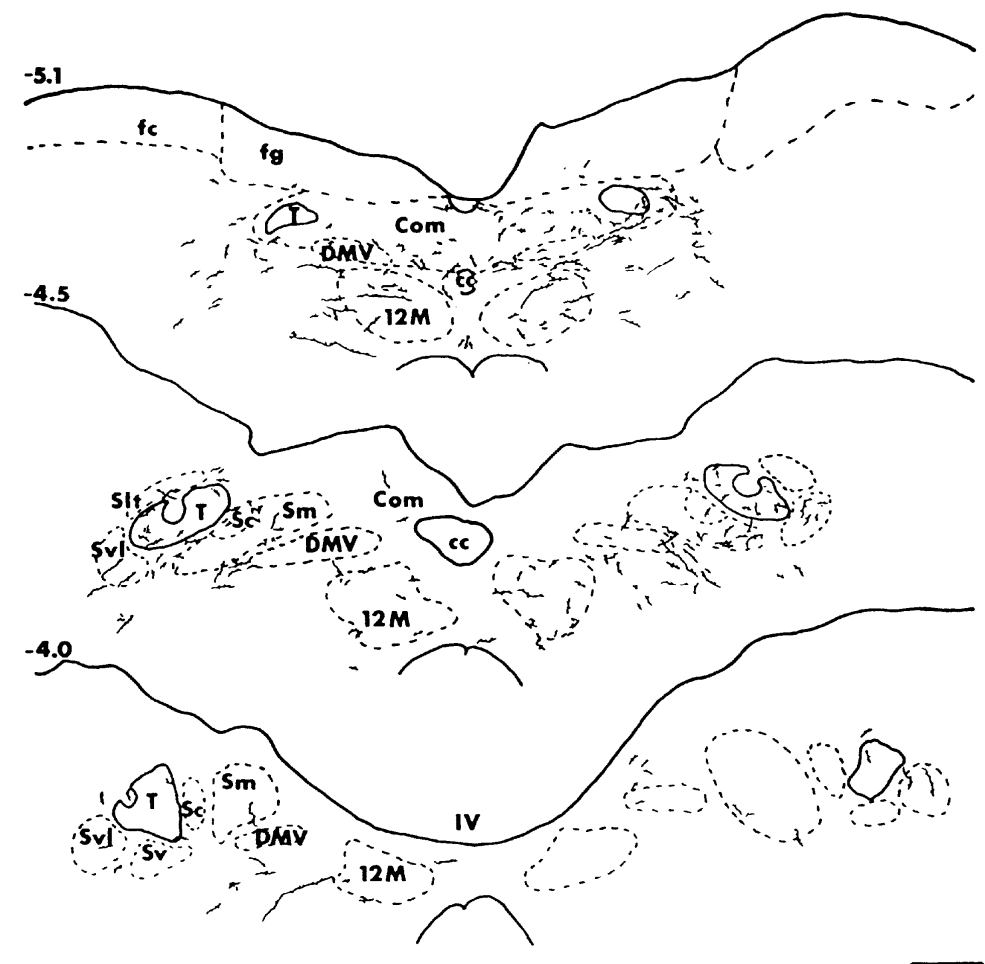 -5.1
fc
fg
T
Com
DMV
cc
12M
-4.5
Slt
T
Sc
Sm
Com
Svl
DMV
cc
12M
-4.0
Sm
T
Sc
Svl
Sv
DMV
IV
12M